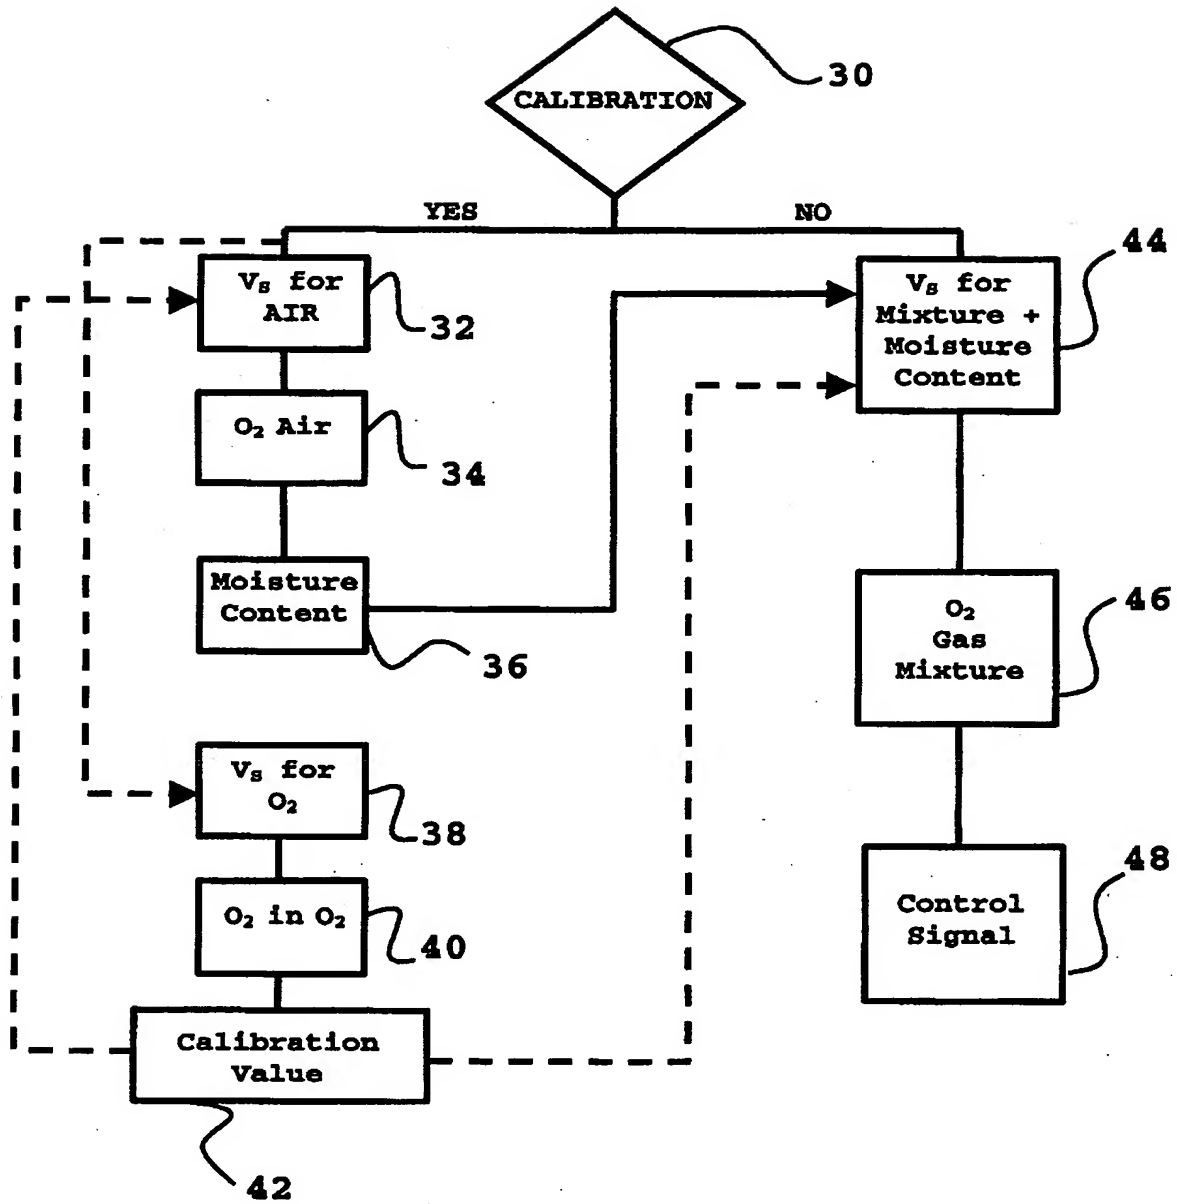 CALIBRATION
30
YES
NO
Vs for
AIR
32
Vs for
Mixture +
Moisture
Content
44
O₂ Air
34
Moisture
Content
36
O₂
Gas
Mixture
46
Vs for
O₂
38
O₂ in O₂
40
Control
Signal
48
Calibration
Value
42